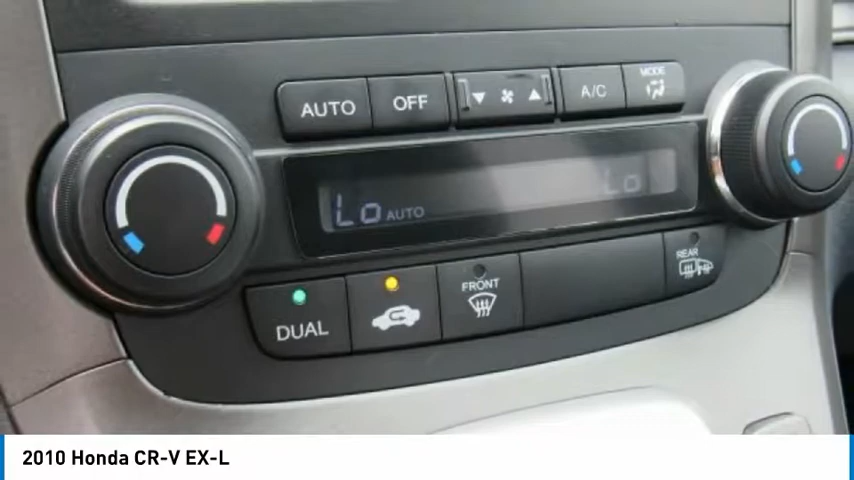 AUTO OFF A/C MODE
Lo AUTO Lo
DUAL FRONT REAR
2010 Honda CR-V EX-L